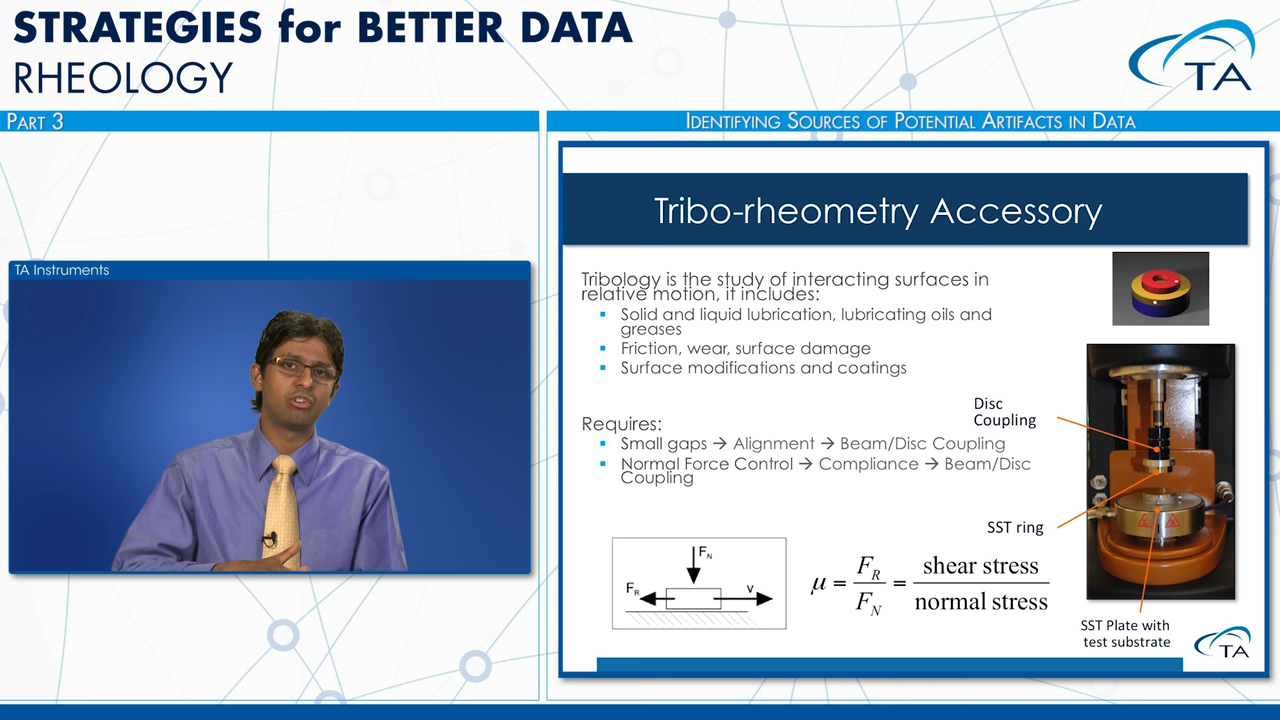 STRATEGIES for BETTER DATA
RHEOLOGY
TA
PART 3
IDENTIFYING SOURCES OF POTENTIAL ARTIFACTS IN DATA
TA Instruments
Tribo-rheometry Accessory
Tribology is the study of interacting surfaces in
relative motion, it includes:
▪ Solid and liquid lubrication, lubricating oils and
greases
▪ Friction, wear, surface damage
▪ Surface modifications and coatings
Requires:
▪ Small gaps → Alignment → Beam/Disc Coupling
▪ Normal Force Control → Compliance → Beam/Disc
Coupling
Disc
Coupling
SST ring
SST Plate with
test substrate
F_N
F_R
v
μ = F_R / F_N = shear stress / normal stress
TA